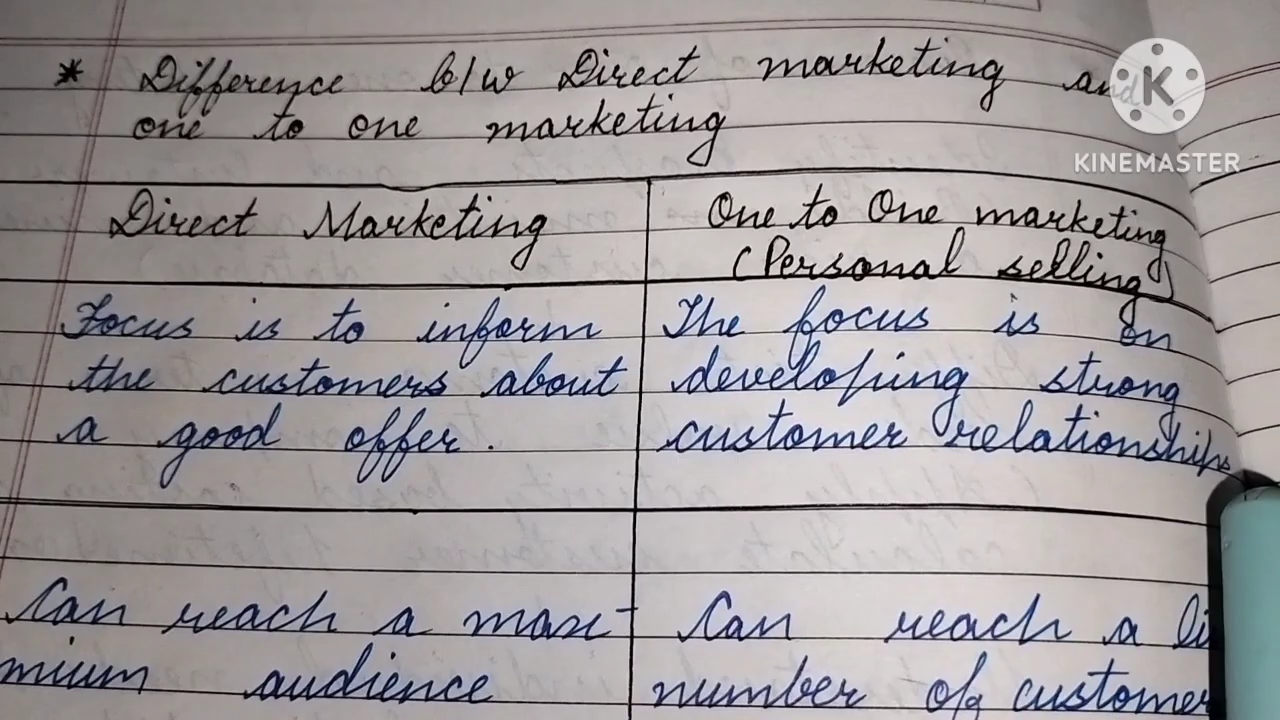 * Difference b/w Direct marketing and
one to one marketing
K
KINEMASTER
Direct Marketing
One to One marketing
(Personal selling)
Focus is to inform
the customers about
a good offer.
The focus is on
developing strong
customer relationships
Can reach a maxi-
mium audience
Can reach a li
number of customer